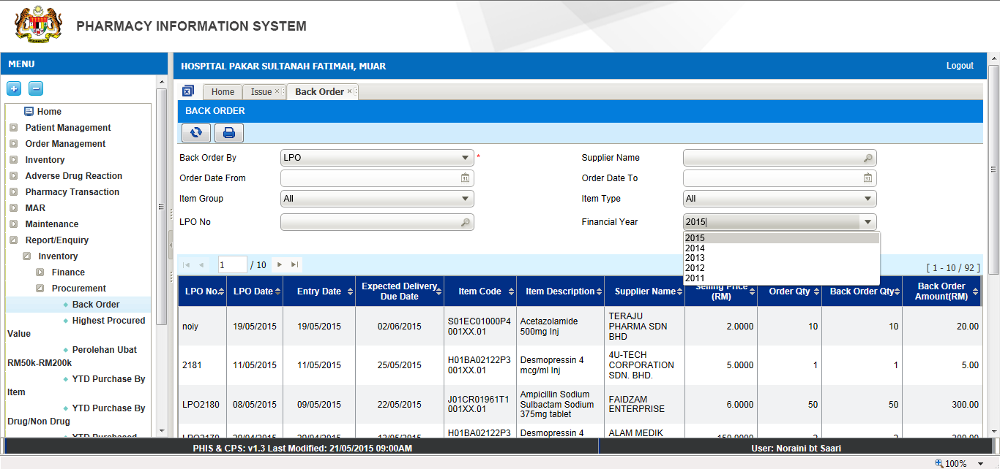 PHARMACY INFORMATION SYSTEM
MENU
HOSPITAL PAKAR SULTANAH FATIMAH, MUAR
Logout
Home
Patient Management
Order Management
Inventory
Adverse Drug Reaction
Pharmacy Transaction
MAR
Maintenance
Report/Enquiry
Inventory
Finance
Procurement
Back Order
Highest Procured
Value
Perolehan Ubat
RM50k-RM200k
YTD Purchase By
Item
YTD Purchase By
Drug/Non Drug
YTD Purchased
Home
Issue
Back Order
BACK ORDER
Back Order By
LPO
*
Supplier Name
Order Date From
31
Order Date To
31
Item Group
All
Item Type
All
LPO No
Financial Year
2015
2015
2014
2013
2012
2011
1
/ 10
[ 1 - 10 / 92 ]
LPO No.
LPO Date
Entry Date
Expected Delivery
Due Date
Item Code
Item Description
Supplier Name
Selling Price
(RM)
Order Qty
Back Order Qty
Back Order
Amount(RM)
noiy
19/05/2015
19/05/2015
02/06/2015
S01EC01000P4
001XX.01
Acetazolamide
500mg Inj
TERAJU
PHARMA SDN
BHD
2.0000
10
10
20.00
2181
11/05/2015
11/05/2015
25/05/2015
H01BA02122P3
001XX.01
Desmopressin 4
mcg/ml Inj
4U-TECH
CORPORATION
SDN. BHD.
5.0000
1
1
5.00
LPO2180
08/05/2015
09/05/2015
22/05/2015
J01CR01961T1
001XX.01
Ampicillin Sodium
Sulbactam Sodium
375mg tablet
FAIDZAM
ENTERPRISE
6.0000
50
50
300.00
H01BA02122P3
Desmopressin 4
ALAM MEDIK
PHIS & CPS: v1.3 Last Modified: 21/05/2015 09:00AM
User: Noraini bt Saari
100%